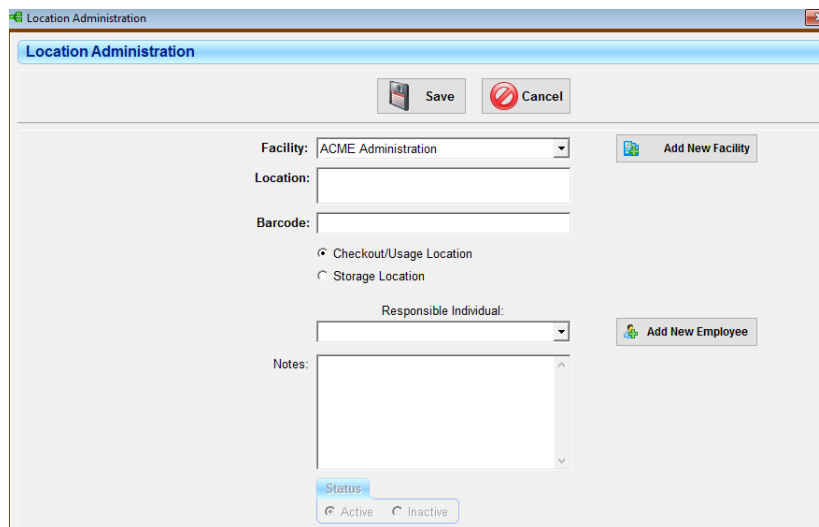 Location Administration
Location Administration
Save Cancel
Facility: ACME Administration Add New Facility
Location:
Barcode:
Checkout/Usage Location
Storage Location
Responsible Individual:
Add New Employee
Notes:
Status
Active Inactive